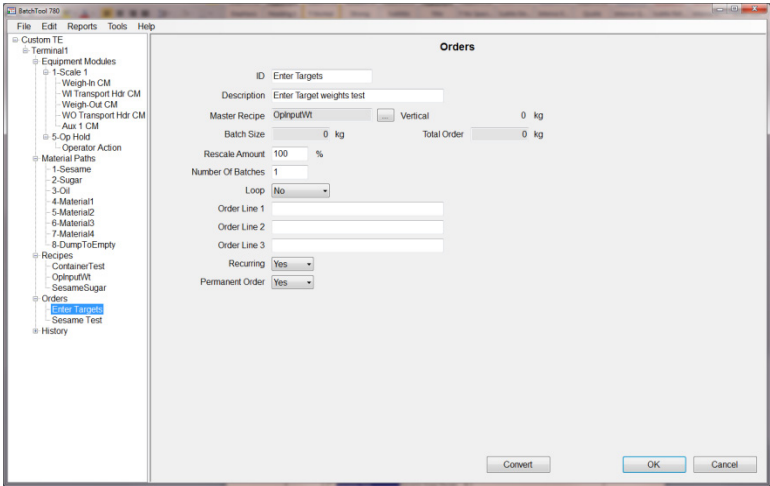 BatchTool 780
File Edit Reports Tools Help
Custom TE
Terminal1
Equipment Modules
1-Scale 1
Weigh-In CM
WI Transport Hdr CM
Weigh-Out CM
WO Transport Hdr CM
Aux 1 CM
5-Op Hold
Operator Action
Material Paths
1-Sesame
2-Sugar
3-Oil
4-Material1
5-Material2
6-Material3
7-Material4
8-DumpToEmpty
Recipes
ContainerTest
OpInputWt
SesameSugar
Orders
Enter Targets
Sesame Test
History
Orders
ID Enter Targets
Description Enter Target weights test
Master Recipe OpInputWt ... Vertical 0 kg
Batch Size 0 kg Total Order 0 kg
Rescale Amount 100 %
Number Of Batches 1
Loop No
Order Line 1
Order Line 2
Order Line 3
Recurring Yes
Permanent Order Yes
Convert OK Cancel